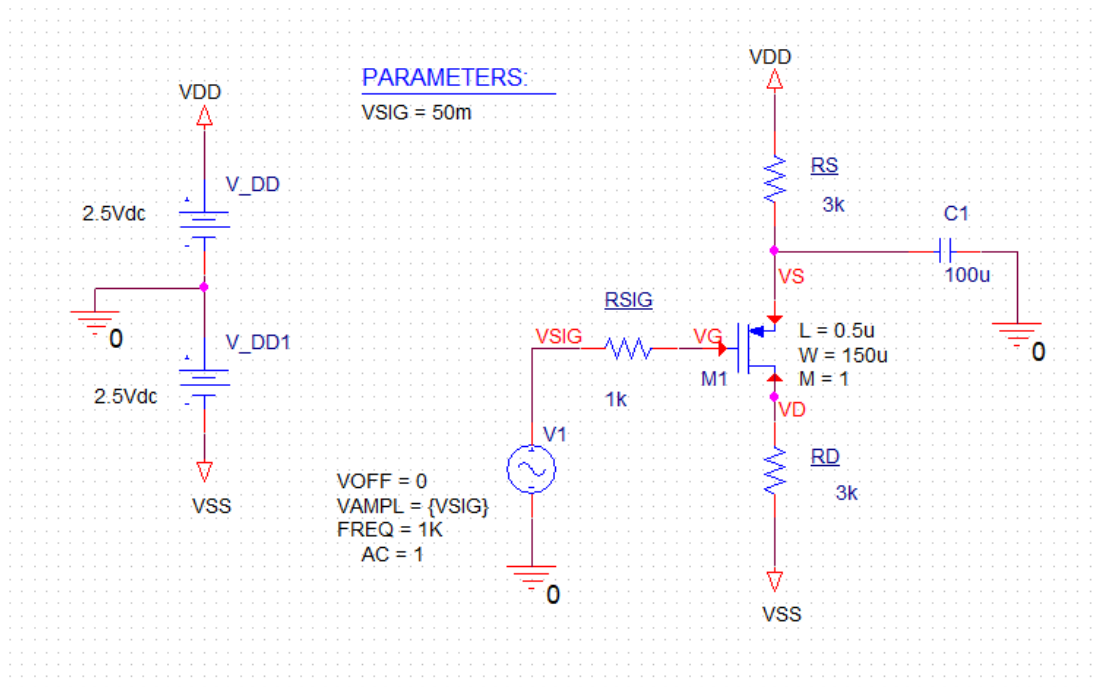 VDD
PARAMETERS:
VSIG = 50m
VDD
V_DD
2.5Vdc
0
V_DD1
2.5Vdc
VSS
RS
3k
C1
100u
0
VS
RSIG
VSIG
VG
1k
M1
L = 0.5u
W = 150u
M = 1
VD
V1
VOFF = 0
VAMPL = {VSIG}
FREQ = 1K
AC = 1
0
RD
3k
VSS